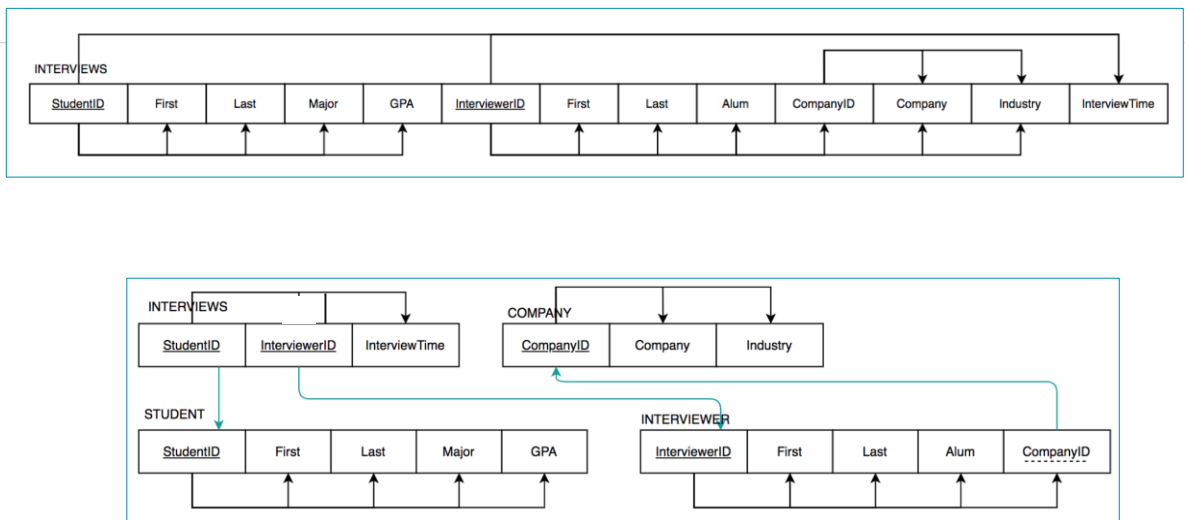 INTERVIEWS
StudentID First Last Major GPA InterviewerID First Last Alum CompanyID Company Industry InterviewTime
INTERVIEWS
StudentID InterviewerID InterviewTime
COMPANY
CompanyID Company Industry
STUDENT
StudentID First Last Major GPA
INTERVIEWER
InterviewerID First Last Alum CompanyID